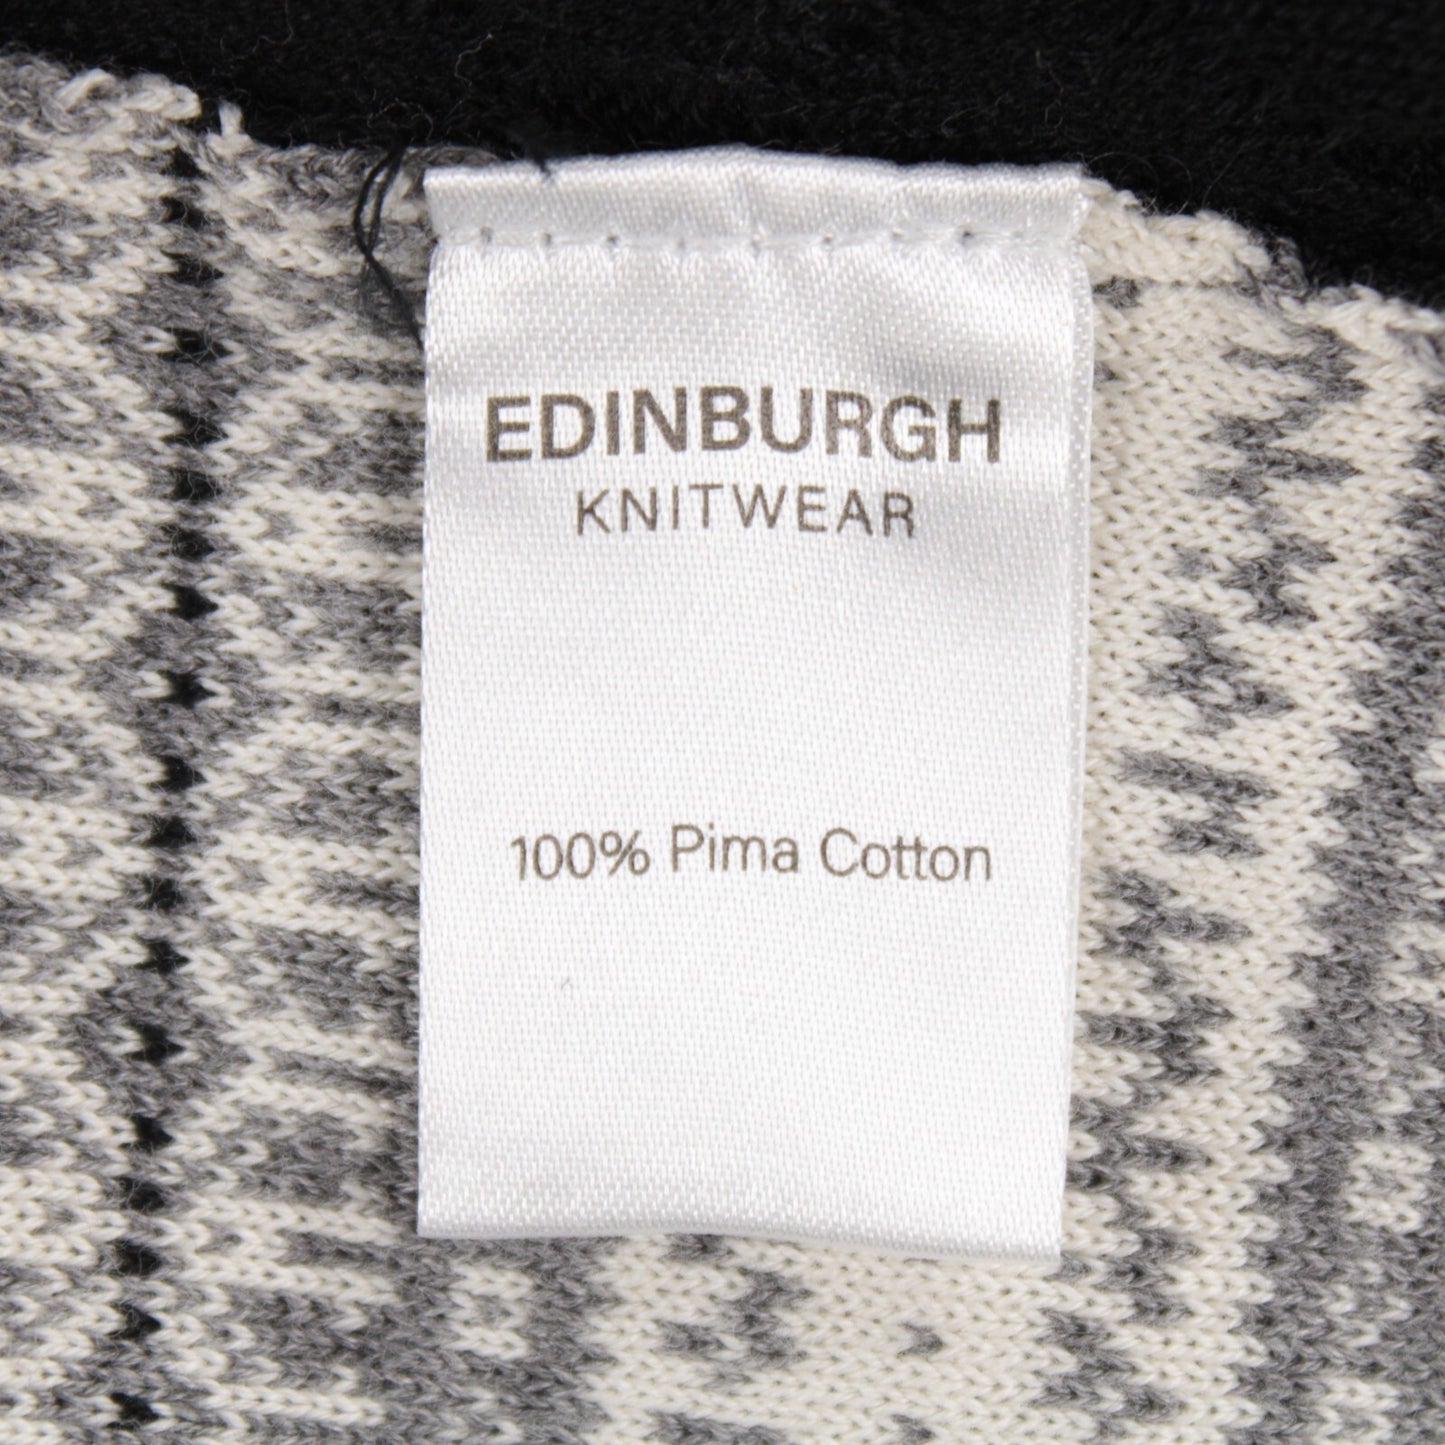 EDINBURGH
KNITWEAR
100% Pima Cotton